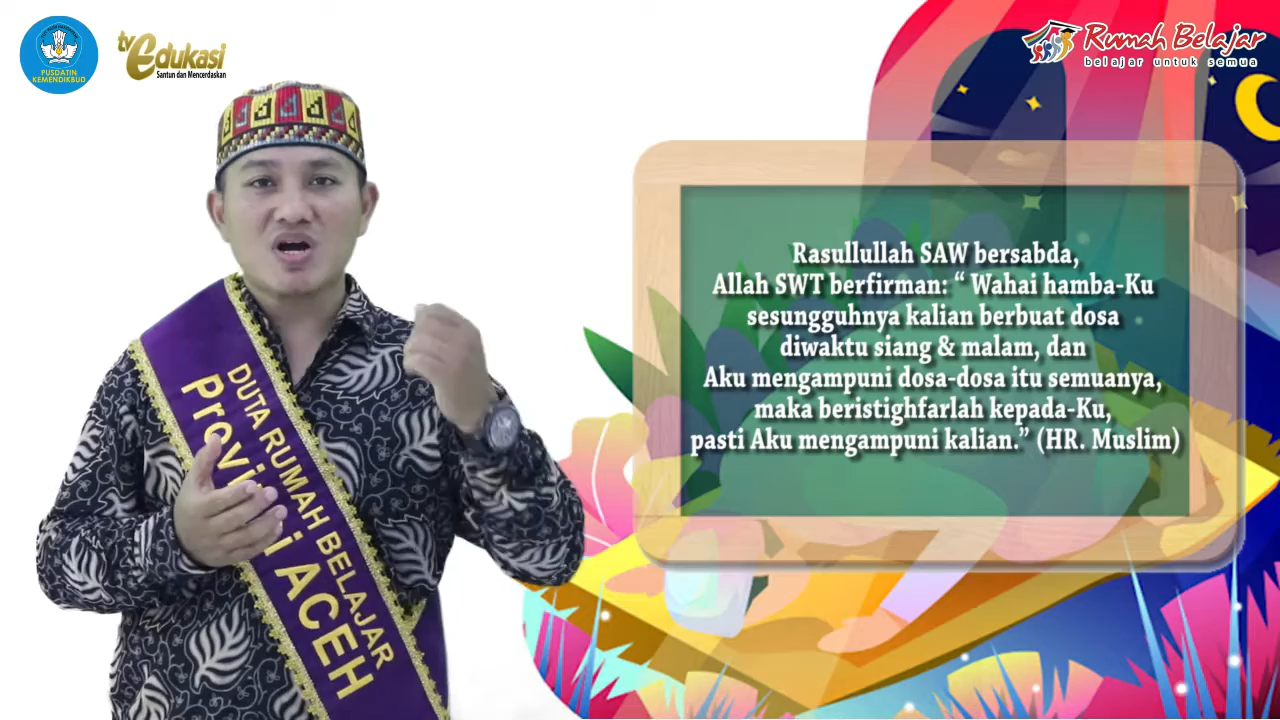 PUSDATIN
KEMENDIKBUD
tv edukasi
Santun dan Mencerdaskan
Rumah Belajar
belajar untuk semua
Rasullullah SAW bersabda,
Allah SWT berfirman: “ Wahai hamba-Ku
sesungguhnya kalian berbuat dosa
diwaktu siang & malam, dan
Aku mengampuni dosa-dosa itu semuanya,
maka beristighfarlah kepada-Ku,
pasti Aku mengampuni kalian.” (HR. Muslim)
DUTA RUMAH BELAJAR
ACEH